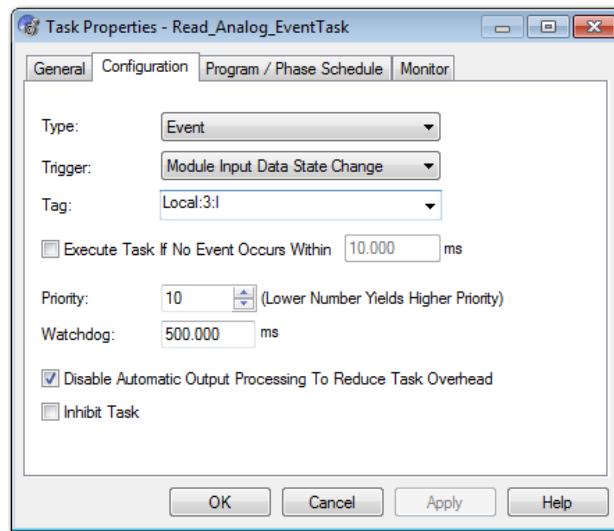 Task Properties - Read_Analog_EventTask
General Configuration Program / Phase Schedule Monitor
Type: Event
Trigger: Module Input Data State Change
Tag: Local:3:I
Execute Task If No Event Occurs Within 10.000 ms
Priority: 10 (Lower Number Yields Higher Priority)
Watchdog: 500.000 ms
Disable Automatic Output Processing To Reduce Task Overhead
Inhibit Task
OK Cancel Apply Help